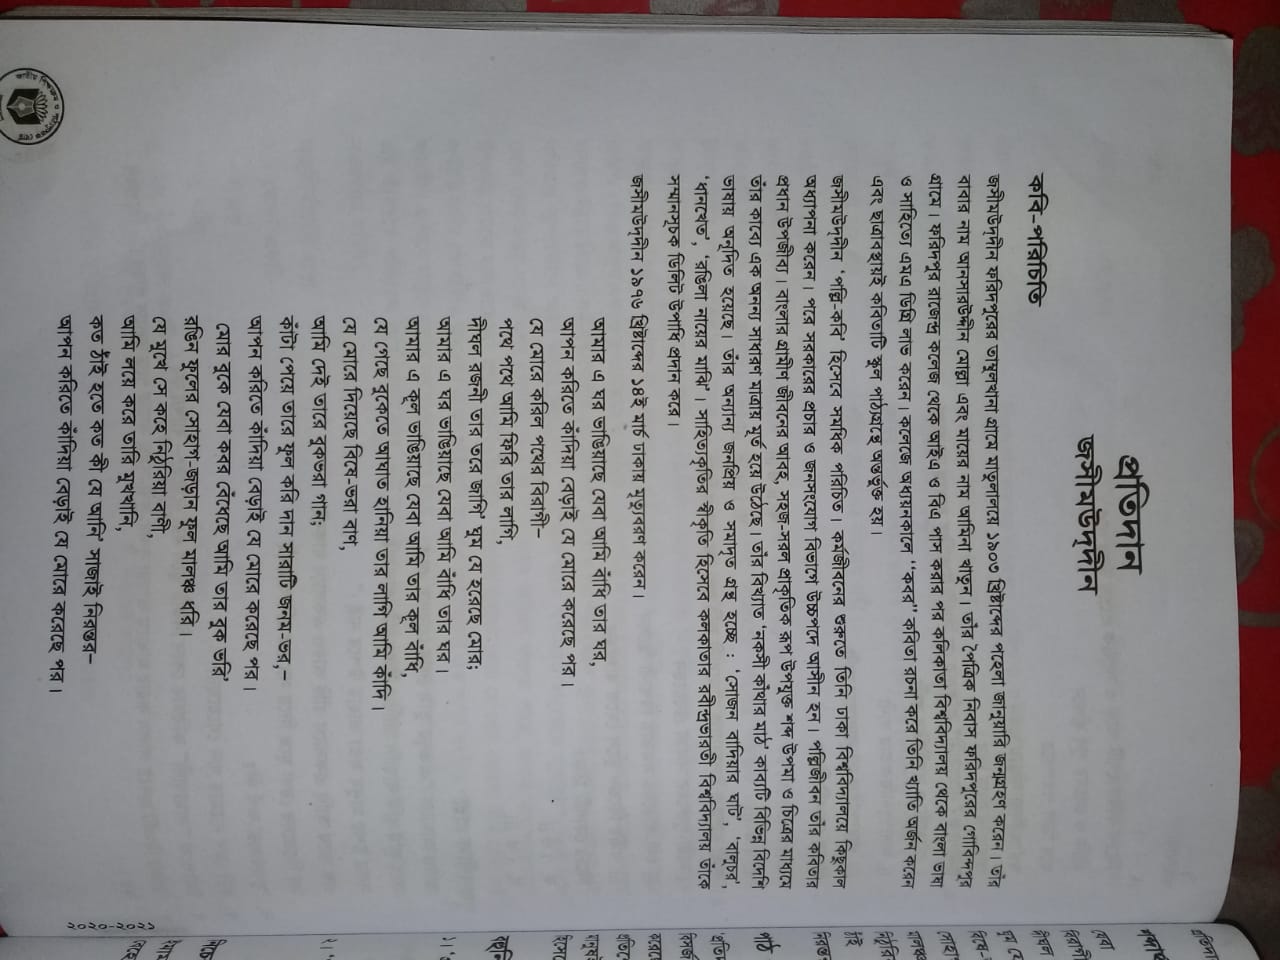 প্রতিদান
জসীমউদ্‌দীন
কবি-পরিচিতি
জসীমউদ্‌দীন ফরিদপুরের তাম্বুলখানা গ্রামে মাতুলালয়ে ১৯০৩ খ্রিষ্টাব্দের পহেলা জানুয়ারি জন্মগ্রহণ করেন। তাঁর
বাবার নাম আনসারউদ্দীন মোল্লা এবং মায়ের নাম আমিনা খাতুন। তাঁর পৈত্রিক নিবাস ফরিদপুরের গোবিন্দপুর
গ্রামে। ফরিদপুর রাজেন্দ্র কলেজ থেকে আইএ ও বিএ পাস করার পর কলিকাতা বিশ্ববিদ্যালয় থেকে বাংলা ভাষা
ও সাহিত্যে এমএ ডিগ্রি লাভ করেন। কলেজে অধ্যয়নকালে “কবর” কবিতা রচনা করে তিনি খ্যাতি অর্জন করেন
এবং ছাত্রাবস্থায়ই কবিতাটি স্কুল পাঠ্যগ্রন্থে অন্তর্ভুক্ত হয়।
জসীমউদ্‌দীন ‘পল্লি-কবি’ হিসেবে সমধিক পরিচিত। কর্মজীবনের শুরুতে তিনি ঢাকা বিশ্ববিদ্যালয়ে কিছুকাল
অধ্যাপনা করেন। পরে সরকারের প্রচার ও জনসংযোগ বিভাগে উচ্চপদে আসীন হন। পল্লিজীবন তাঁর কবিতার
প্রধান উপজীব্য। বাংলার গ্রামীণ জীবনের আবহ, সহজ-সরল প্রাকৃতিক রূপ উপযুক্ত শব্দ উপমা ও চিত্রের মাধ্যমে
তাঁর কাব্যে এক অনন্য সাধারণ মাত্রায় মূর্ত হয়ে উঠেছে। তাঁর বিখ্যাত ‘নকসী কাঁথার মাঠ’ কাব্যটি বিভিন্ন বিদেশি
ভাষায় অনূদিত হয়েছে। তাঁর অন্যান্য জনপ্রিয় ও সমাদৃত গ্রন্থ হচ্ছে : ‘সোজন বাদিয়ার ঘাট’, ‘বালুচর’,
‘ধানখেত’, ‘রঙিলা নায়ের মাঝি’। সাহিত্যকৃতির স্বীকৃতি হিসেবে কলকাতার রবীন্দ্রভারতী বিশ্ববিদ্যালয় তাঁকে
সম্মানসূচক ডিলিট উপাধি প্রদান করে।
জসীমউদ্‌দীন ১৯৭৬ খ্রিষ্টাব্দের ১৪ই মার্চ ঢাকায় মৃত্যুবরণ করেন।
আমার এ ঘর ভাঙিয়াছে যেবা আমি বাঁধি তার ঘর,
আপন করিতে কাঁদিয়া বেড়াই যে মোরে করেছে পর।
যে মোরে করিল পথের বিরাগী–
পথে পথে আমি ফিরি তার লাগি,
দীঘল রজনী তার তরে জাগি’ ঘুম যে হরেছে মোর;
আমার এ ঘর ভাঙিয়াছে যেবা আমি বাঁধি তার ঘর।
আমার এ কূল ভাঙিয়াছে যেবা আমি তার কূল বাঁধি,
যে গেছে বুকেতে আঘাত হানিয়া তার লাগি আমি কাঁদি।
যে মোরে দিয়েছে বিষে-ভরা বাণ,
আমি দেই তারে বুকভরা গান;
কাঁটা পেয়ে তারে ফুল করি দান সারাটি জনম-ভর,–
আপন করিতে কাঁদিয়া বেড়াই যে মোরে করেছে পর।
মোর বুকে যেবা কবর বেঁধেছে আমি তার বুক ভরি’
রঙিন ফুলের সোহাগ-জড়ান ফুল মালঞ্চ ধরি।
যে মুখে সে কহে নিঠুরিয়া বাণী,
আমি লয়ে করে তারি মুখখানি,
কত ঠাঁই হতে কত কী যে আনি’ সাজাই নিরন্তর–
আপন করিতে কাঁদিয়া বেড়াই যে মোরে করেছে পর।
২০২০-২০২১
যেবা
বিরাগী
দীঘল
ঠাঁই
পাঠ
১।
২।